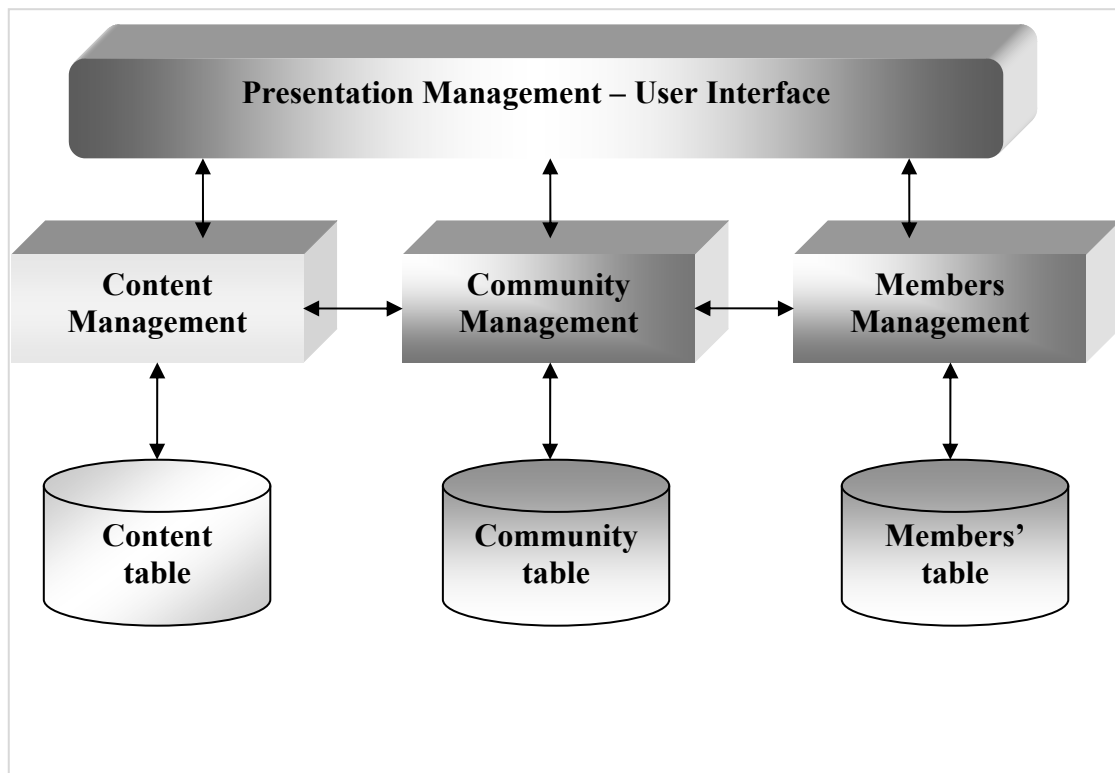 Presentation Management – User Interface
Content
Management
Community
Management
Members
Management
Content
table
Community
table
Members’
table